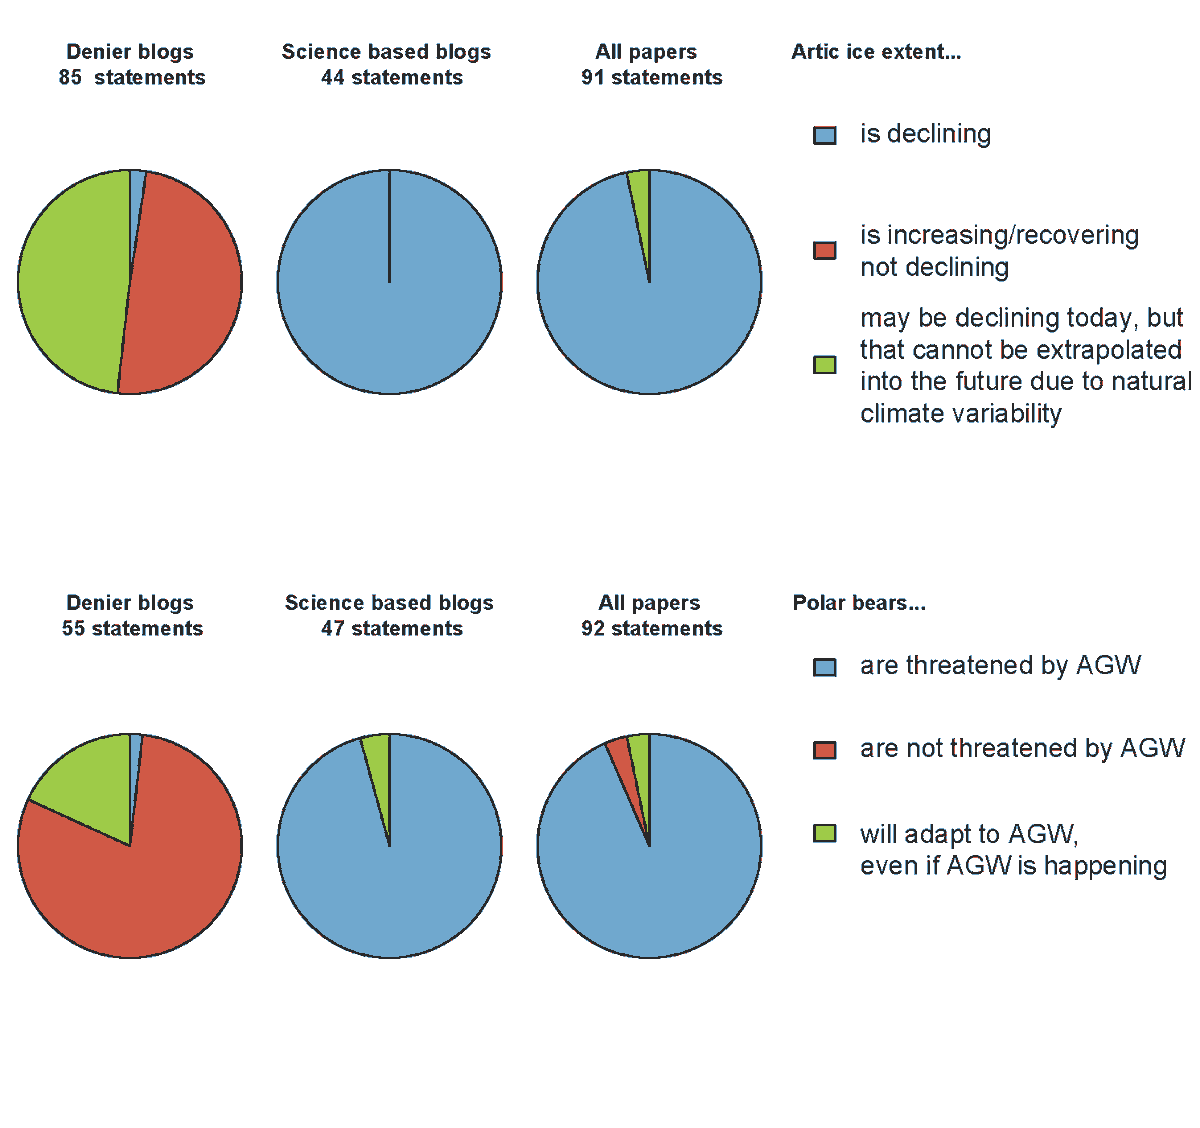 Denier blogs
85 statements
Science based blogs
44 statements
All papers
91 statements
Artic ice extent...
is declining
is increasing/recovering
not declining
may be declining today, but
that cannot be extrapolated
into the future due to natural
climate variability
Denier blogs
55 statements
Science based blogs
47 statements
All papers
92 statements
Polar bears...
are threatened by AGW
are not threatened by AGW
will adapt to AGW,
even if AGW is happening